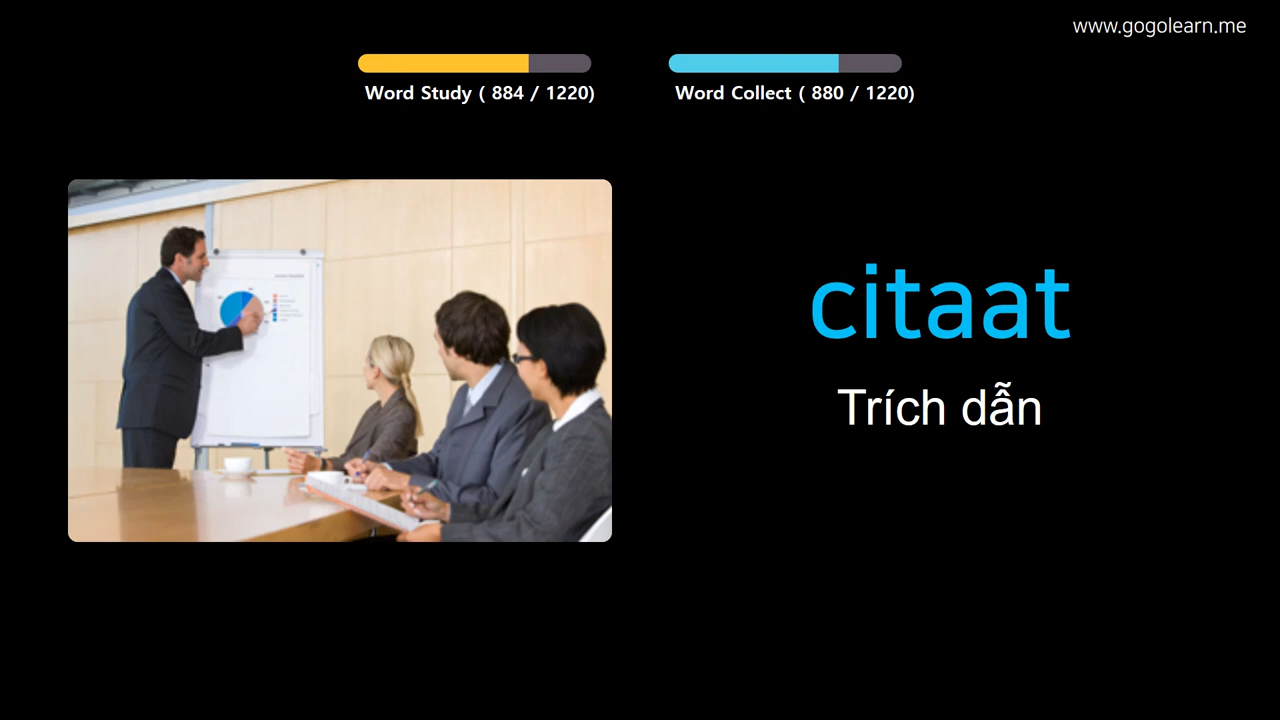 www.gogolearn.me
Word Study ( 884 / 1220)
Word Collect ( 880 / 1220)
citaat
Trích dẫn